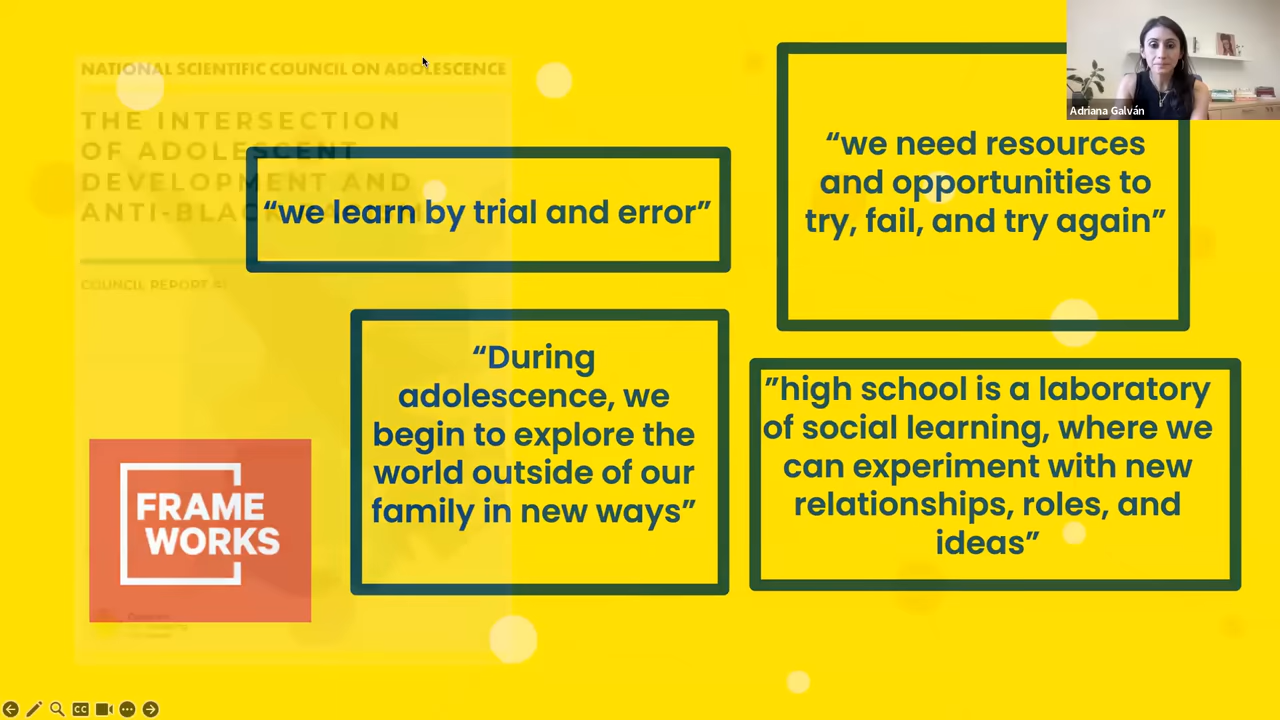 NATIONAL SCIENTIFIC COUNCIL ON ADOLESCENCE
THE INTERSECTION
OF ADOLESCENT
DEVELOPMENT AND
ANTI-BLACK
COUNCIL REPORT
“we learn by trial and error”
“we need resources
and opportunities to
try, fail, and try again”
“During
adolescence, we
begin to explore the
world outside of our
family in new ways”
”high school is a laboratory
of social learning, where we
can experiment with new
relationships, roles, and
ideas”
FRAME
WORKS
Adriana Galván
CC